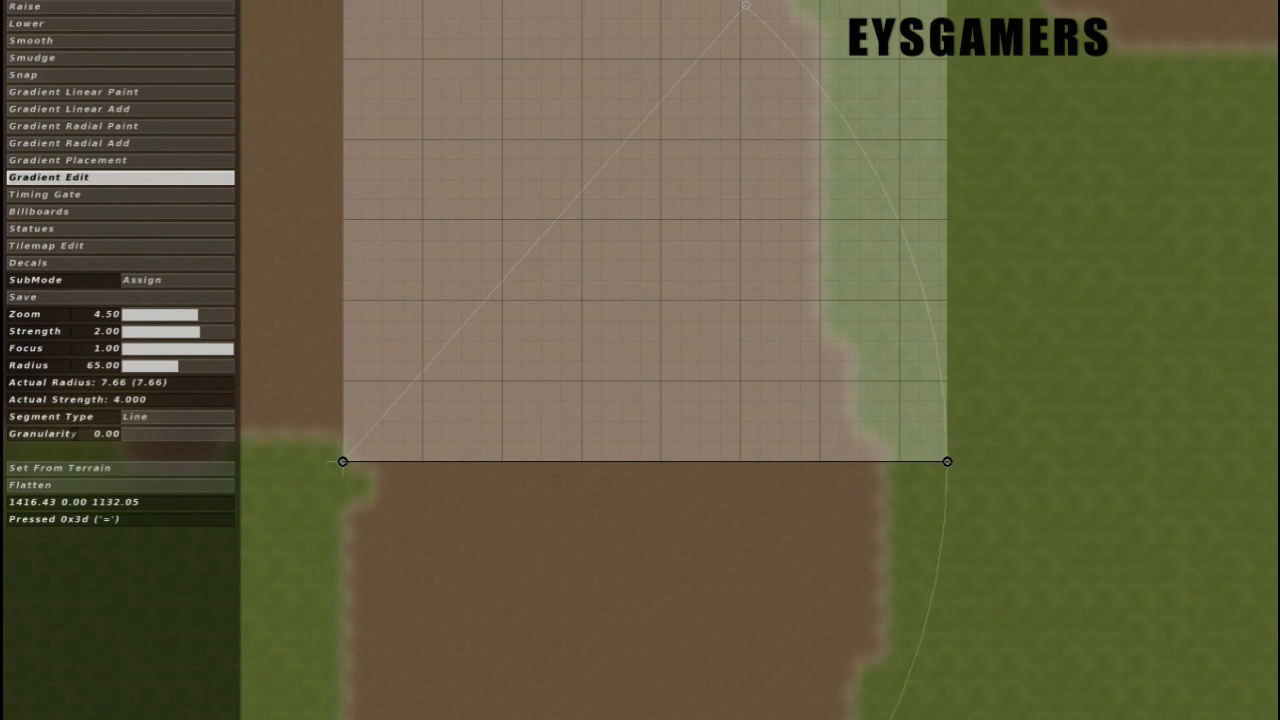 Raise
Lower
Smooth
Smudge
Snap
Gradient Linear Paint
Gradient Linear Add
Gradient Radial Paint
Gradient Radial Add
Gradient Placement
Gradient Edit
Timing Gate
Billboards
Statues
Tilemap Edit
Decals
SubMode Assign
Save
Zoom 4.50
Strength 2.00
Focus 1.00
Radius 65.00
Actual Radius: 7.66 (7.66)
Actual Strength: 4.000
Segment Type Line
Granularity 0.00
Set From Terrain
Flatten
1416.43 0.00 1132.05
Pressed 0x3d ('=')
EYSGAMERS